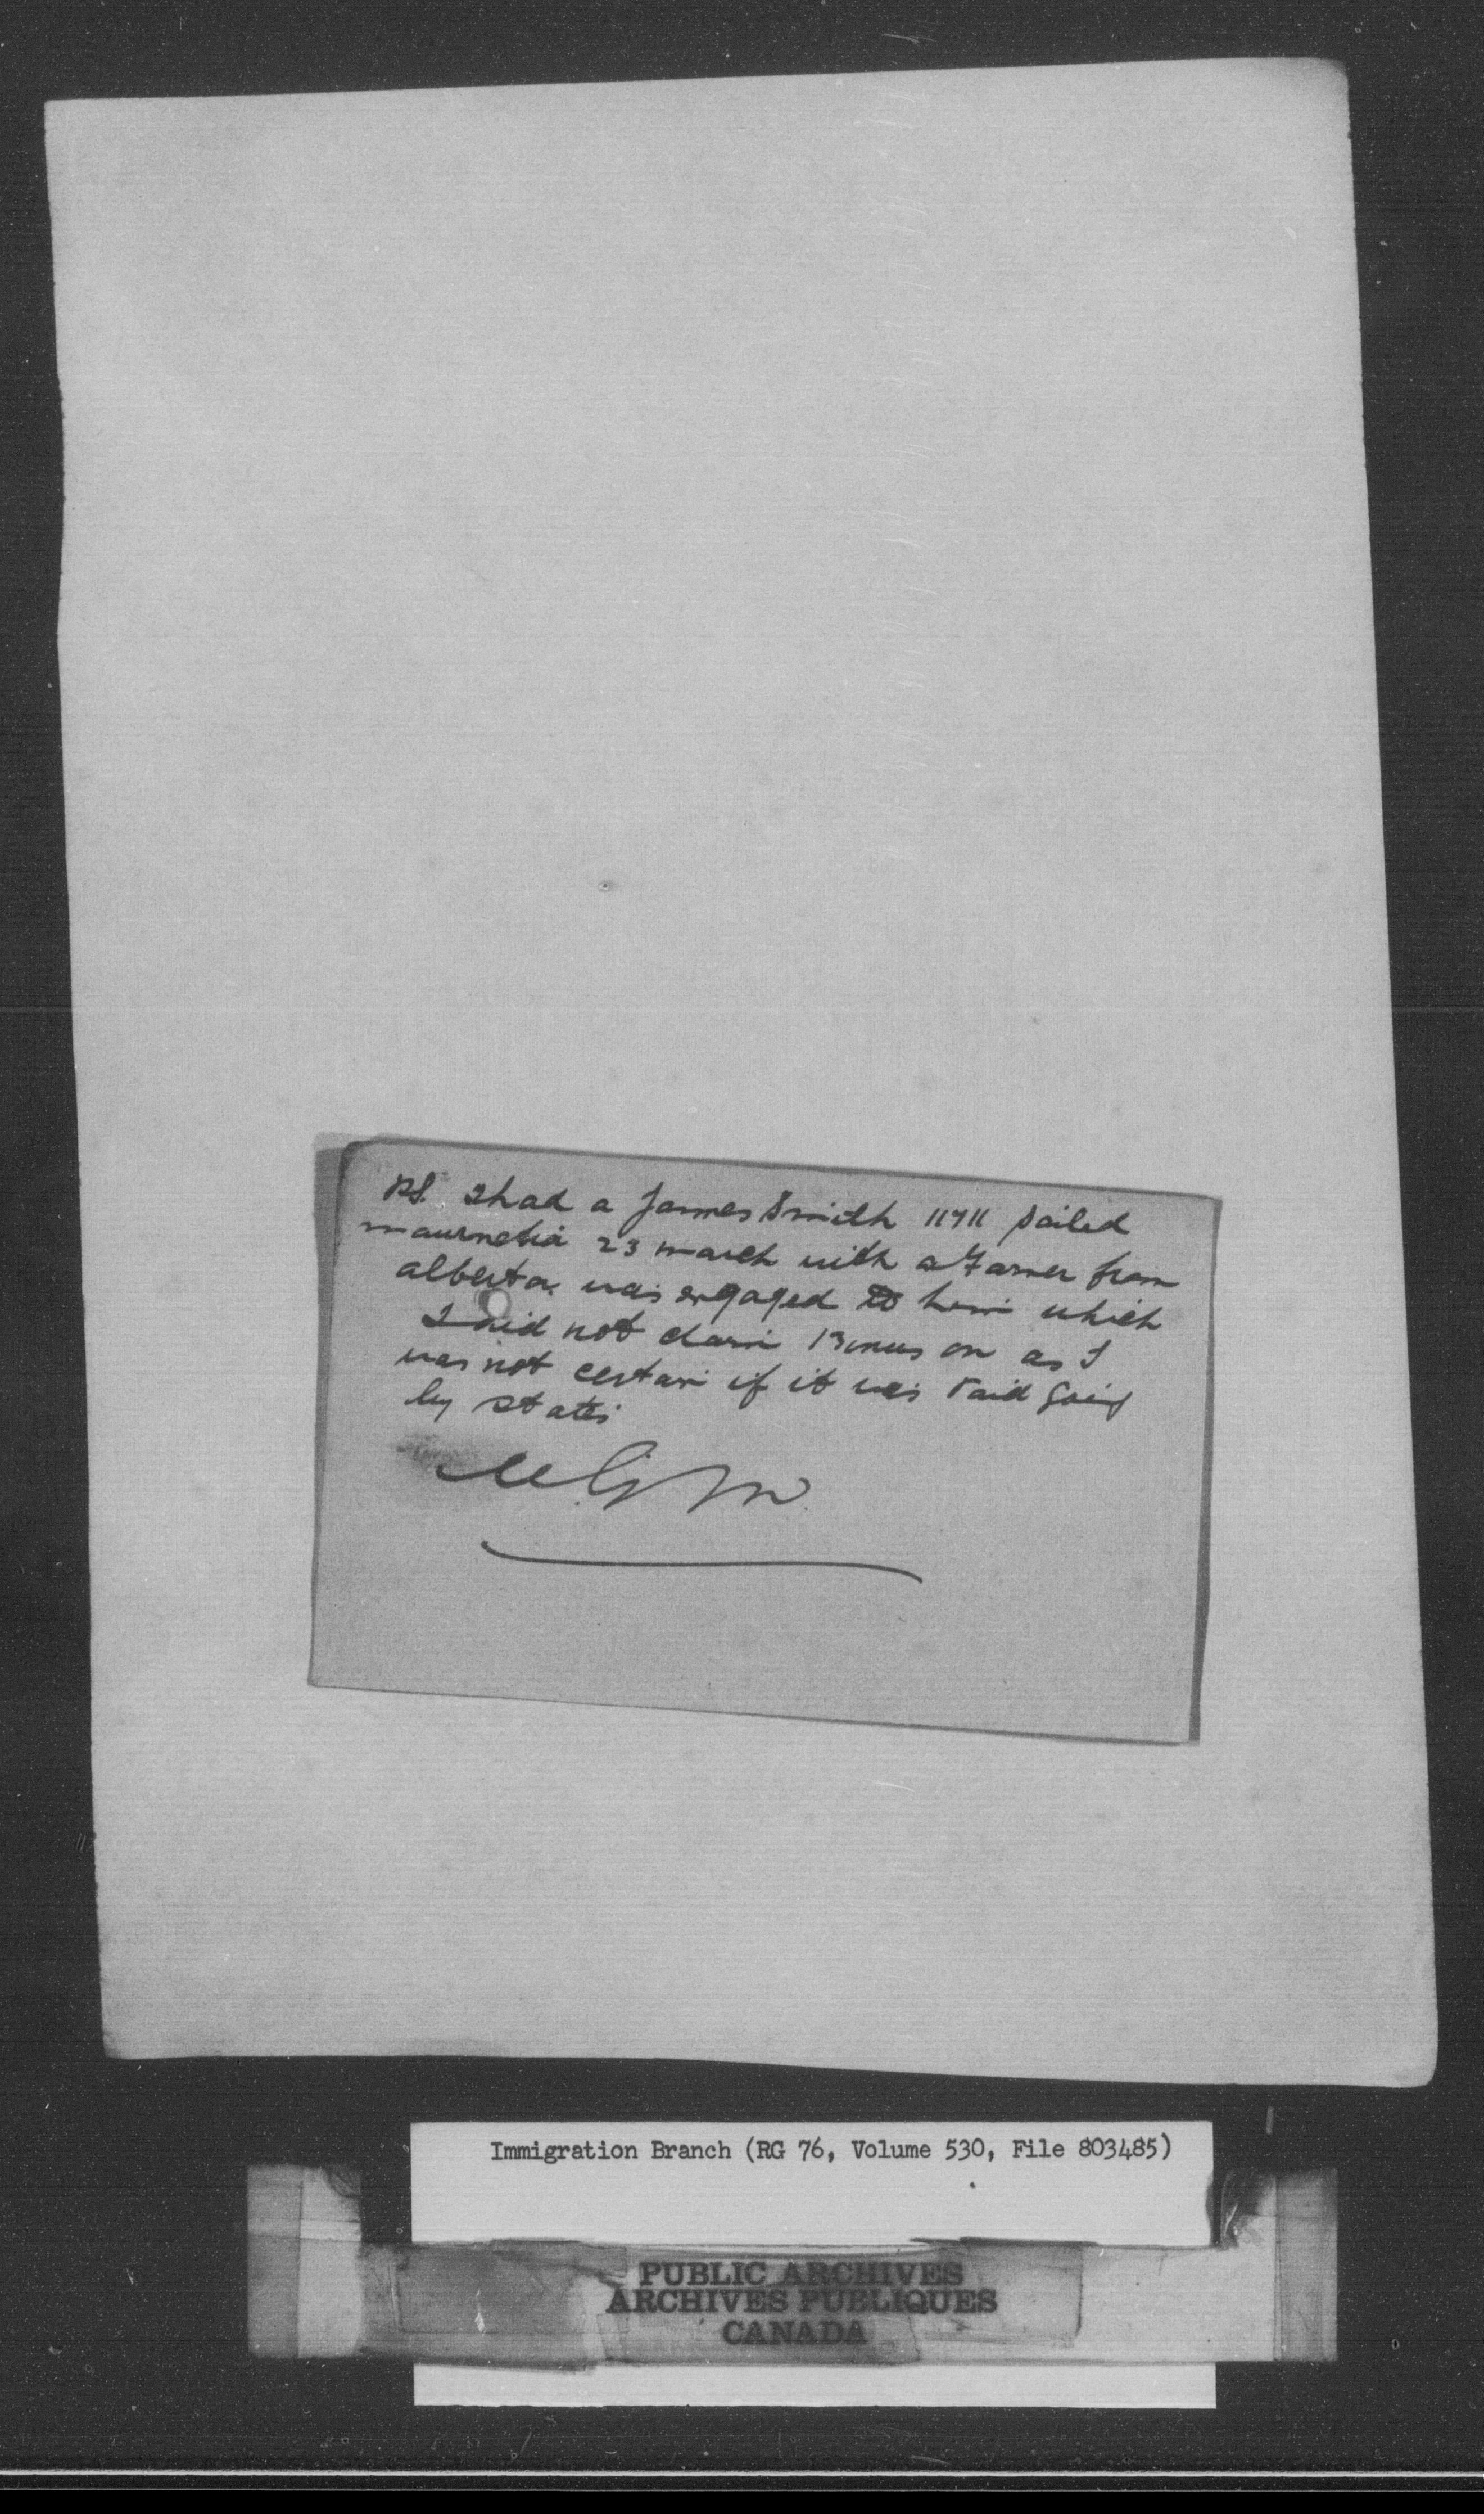 PS. I had a James Smith 11711 sailed
maurnetia 23 march with a Farmer from
alberta. was engaged to him which
I did not claim Bonus on as I
was not certain if it was Paid going
by states
M.G.M.
Immigration Branch (RG 76, Volume 530, File 803485)
PUBLIC ARCHIVES
ARCHIVES PUBLIQUES
CANADA